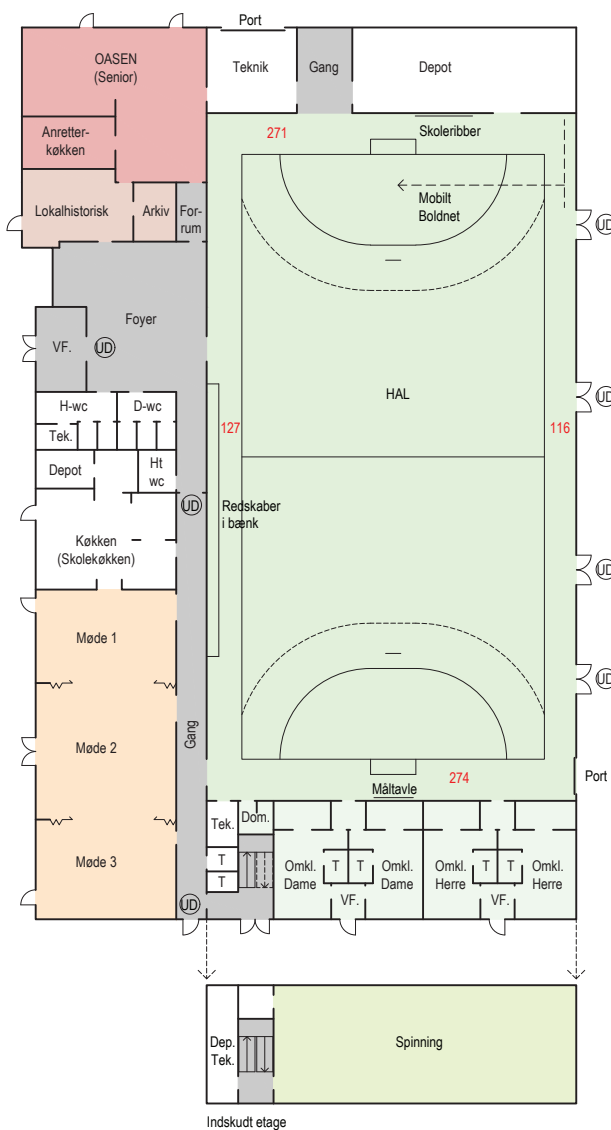 Port
OASEN
(Senior)
Teknik
Gang
Depot
Anretter-
køkken
271
Skoleribber
Lokalhistorisk
Arkiv
For-
rum
Mobilt
Boldnet
UD
Foyer
VF.
UD
HAL
UD
H-wc
D-wc
127
116
Tek.
Depot
Ht
wc
UD
Redskaber
i bænk
Køkken
(Skolekøkken)
UD
Møde 1
UD
Gang
Møde 2
274
Port
Måltavle
Tek.
Dom.
Møde 3
T
T
Omkl.
Dame
T
T
Omkl.
Dame
Omkl.
Herre
T
T
Omkl.
Herre
VF.
VF.
UD
Dep.
Tek.
Spinning
Indskudt etage